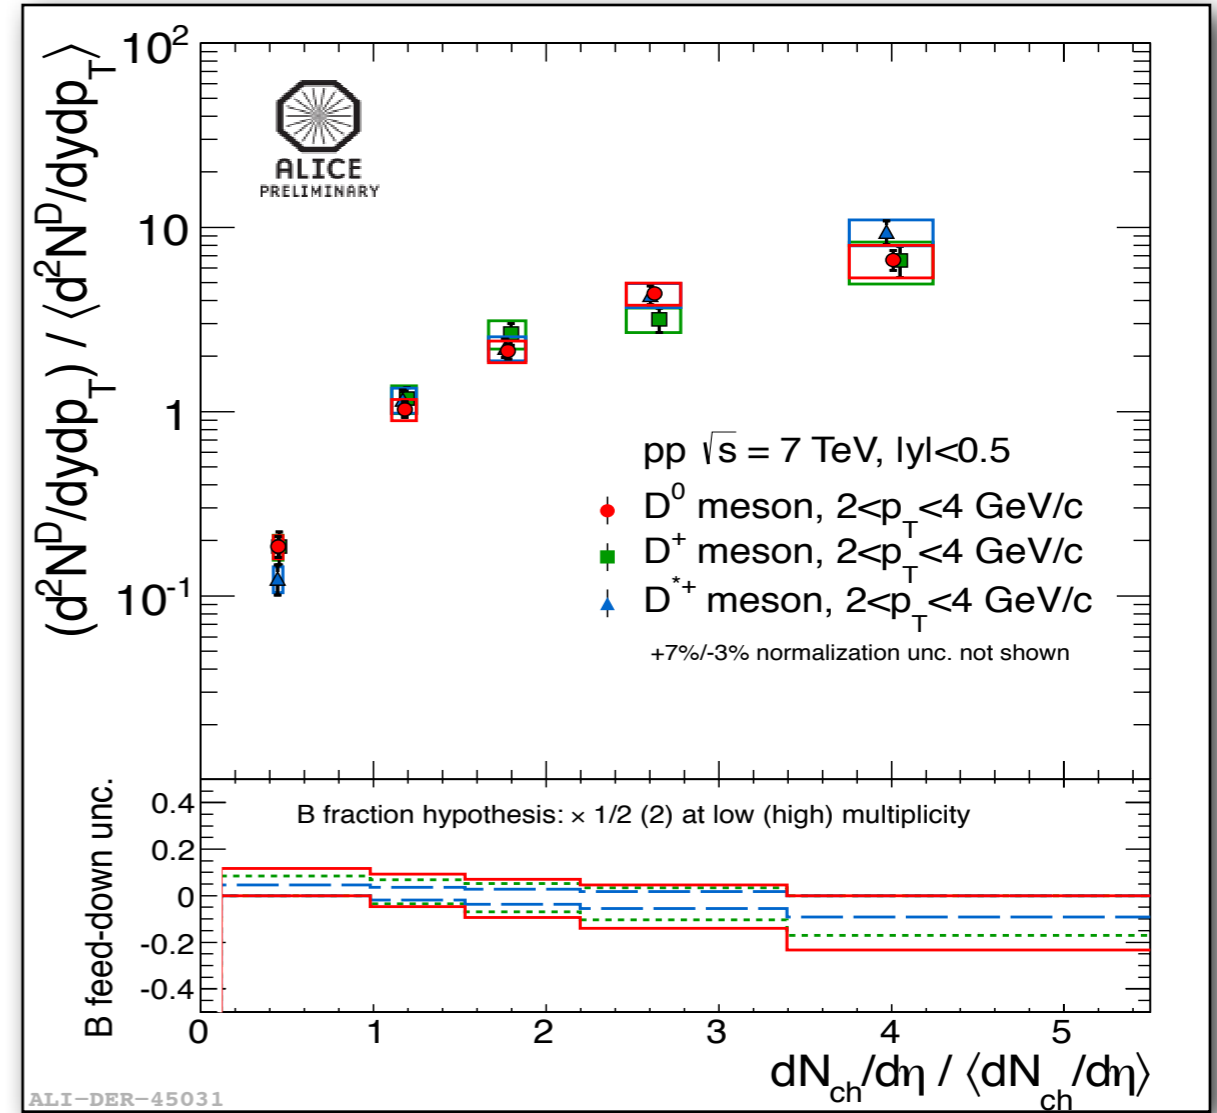 (d²N^D/dydp_T) / ⟨d²N^D/dydp_T⟩
10²
10
1
10⁻¹
ALICE
PRELIMINARY
pp √s = 7 TeV, |y|<0.5
D⁰ meson, 2<p_T<4 GeV/c
D⁺ meson, 2<p_T<4 GeV/c
D*⁺ meson, 2<p_T<4 GeV/c
+7%/-3% normalization unc. not shown
B feed-down unc.
0.4
0.2
0
-0.2
-0.4
B fraction hypothesis: × 1/2 (2) at low (high) multiplicity
0 1 2 3 4 5
dN_ch/dη / ⟨dN_ch/dη⟩
ALI-DER-45031